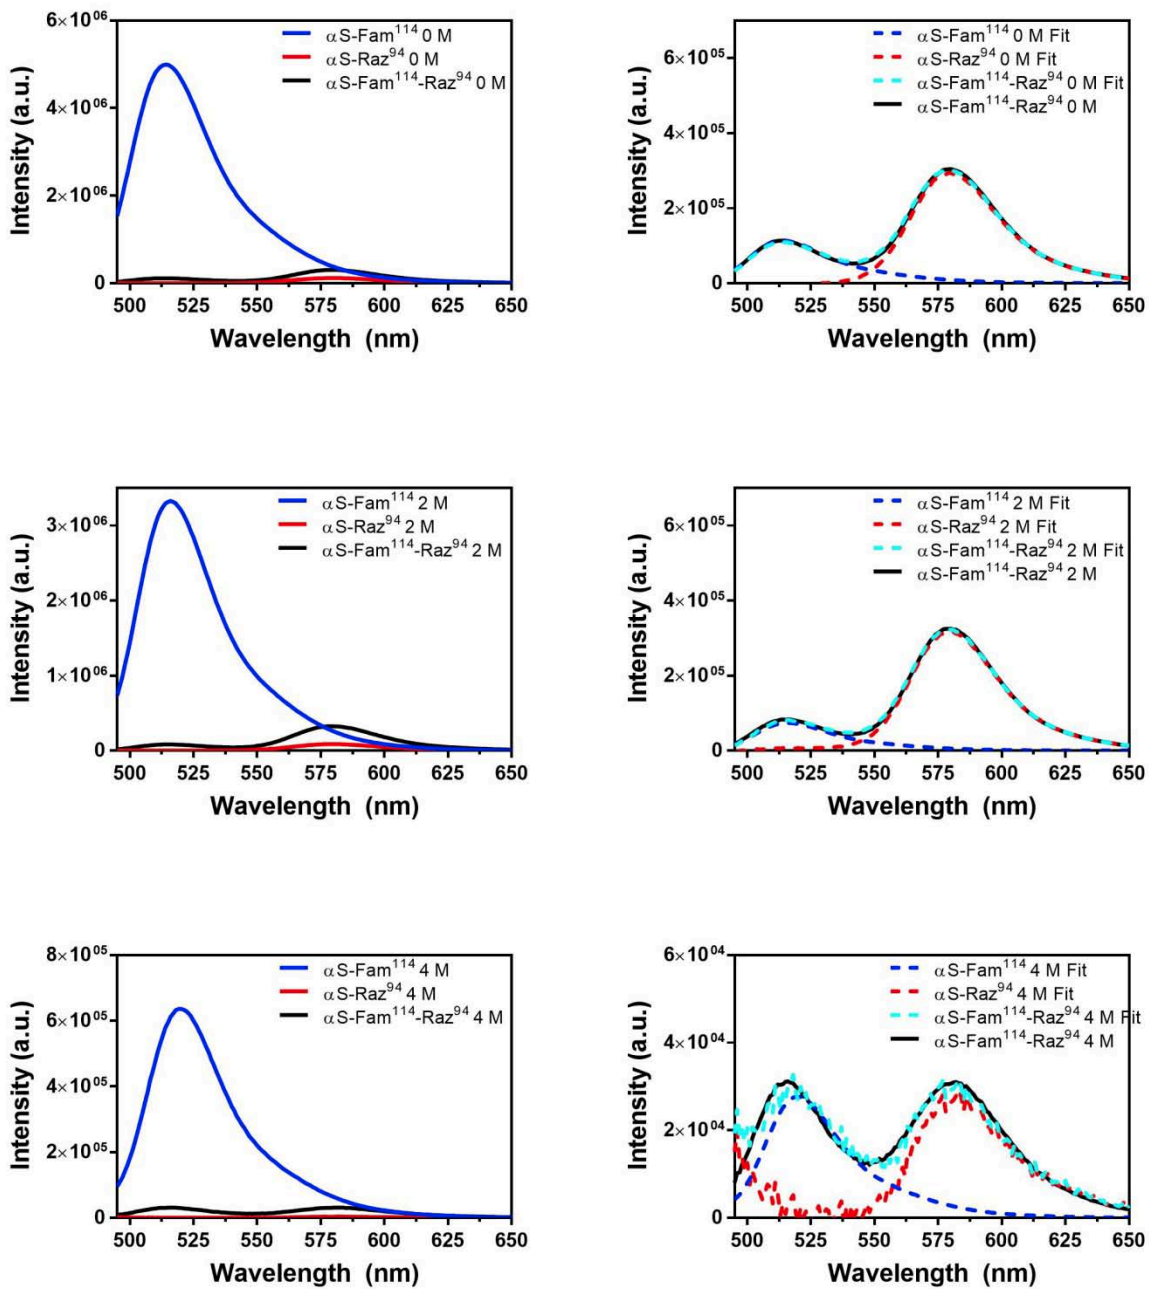 6×10⁰⁶
4×10⁰⁶
2×10⁰⁶
0
Intensity (a.u.)
500 525 550 575 600 625 650
Wavelength (nm)
αS-Fam¹¹⁴ 0 M
αS-Raz⁹⁴ 0 M
αS-Fam¹¹⁴-Raz⁹⁴ 0 M
6×10⁰⁵
4×10⁰⁵
2×10⁰⁵
0
Intensity (a.u.)
500 525 550 575 600 625 650
Wavelength (nm)
αS-Fam¹¹⁴ 0 M Fit
αS-Raz⁹⁴ 0 M Fit
αS-Fam¹¹⁴-Raz⁹⁴ 0 M Fit
αS-Fam¹¹⁴-Raz⁹⁴ 0 M
3×10⁰⁶
2×10⁰⁶
1×10⁰⁶
0
Intensity (a.u.)
500 525 550 575 600 625 650
Wavelength (nm)
αS-Fam¹¹⁴ 2 M
αS-Raz⁹⁴ 2 M
αS-Fam¹¹⁴-Raz⁹⁴ 2 M
6×10⁰⁵
4×10⁰⁵
2×10⁰⁵
0
Intensity (a.u.)
500 525 550 575 600 625 650
Wavelength (nm)
αS-Fam¹¹⁴ 2 M Fit
αS-Raz⁹⁴ 2 M Fit
αS-Fam¹¹⁴-Raz⁹⁴ 2 M Fit
αS-Fam¹¹⁴-Raz⁹⁴ 2 M
8×10⁰⁵
6×10⁰⁵
4×10⁰⁵
2×10⁰⁵
0
Intensity (a.u.)
500 525 550 575 600 625 650
Wavelength (nm)
αS-Fam¹¹⁴ 4 M
αS-Raz⁹⁴ 4 M
αS-Fam¹¹⁴-Raz⁹⁴ 4 M
6×10⁰⁴
4×10⁰⁴
2×10⁰⁴
0
Intensity (a.u.)
500 525 550 575 600 625 650
Wavelength (nm)
αS-Fam¹¹⁴ 4 M Fit
αS-Raz⁹⁴ 4 M Fit
αS-Fam¹¹⁴-Raz⁹⁴ 4 M Fit
αS-Fam¹¹⁴-Raz⁹⁴ 4 M